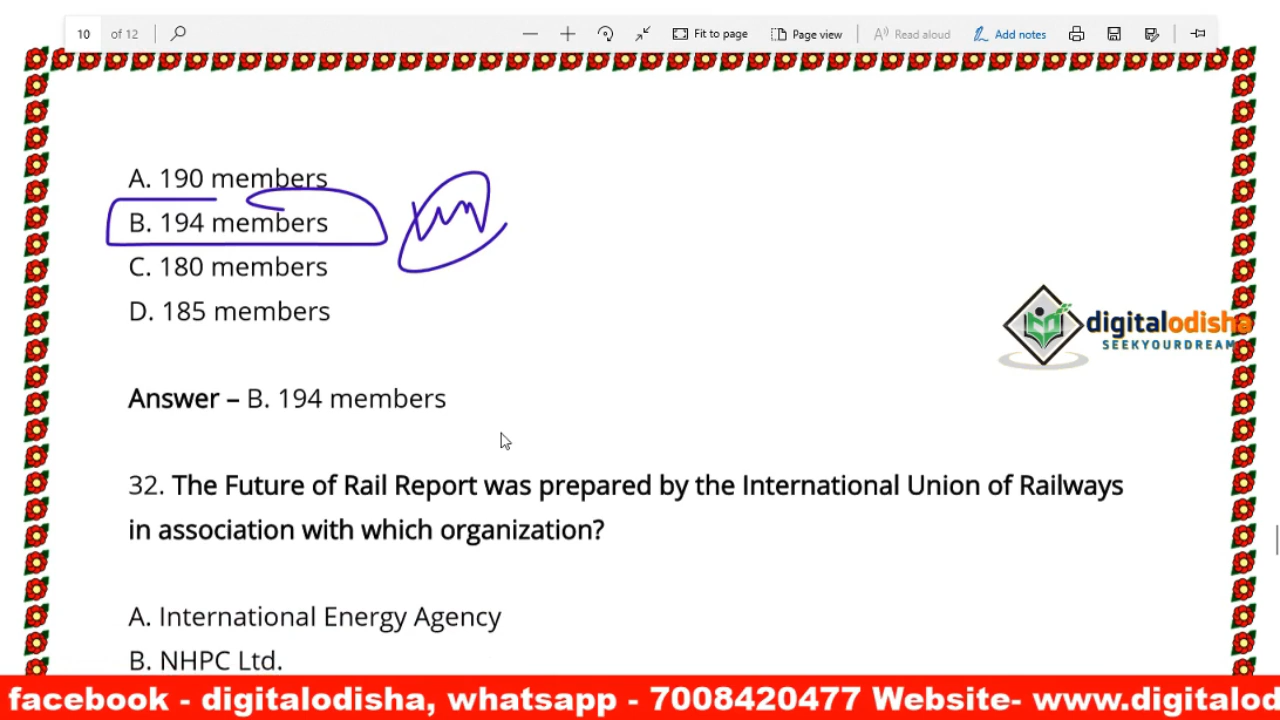 10 of 12 Fit to page Page view Read aloud Add notes
A. 190 members
B. 194 members
C. 180 members
D. 185 members
digitalodisha
SEEKYOURDREAM
Answer – B. 194 members
32. The Future of Rail Report was prepared by the International Union of Railways
in association with which organization?
A. International Energy Agency
B. NHPC Ltd.
facebook - digitalodisha, whatsapp - 7008420477 Website- www.digitalod